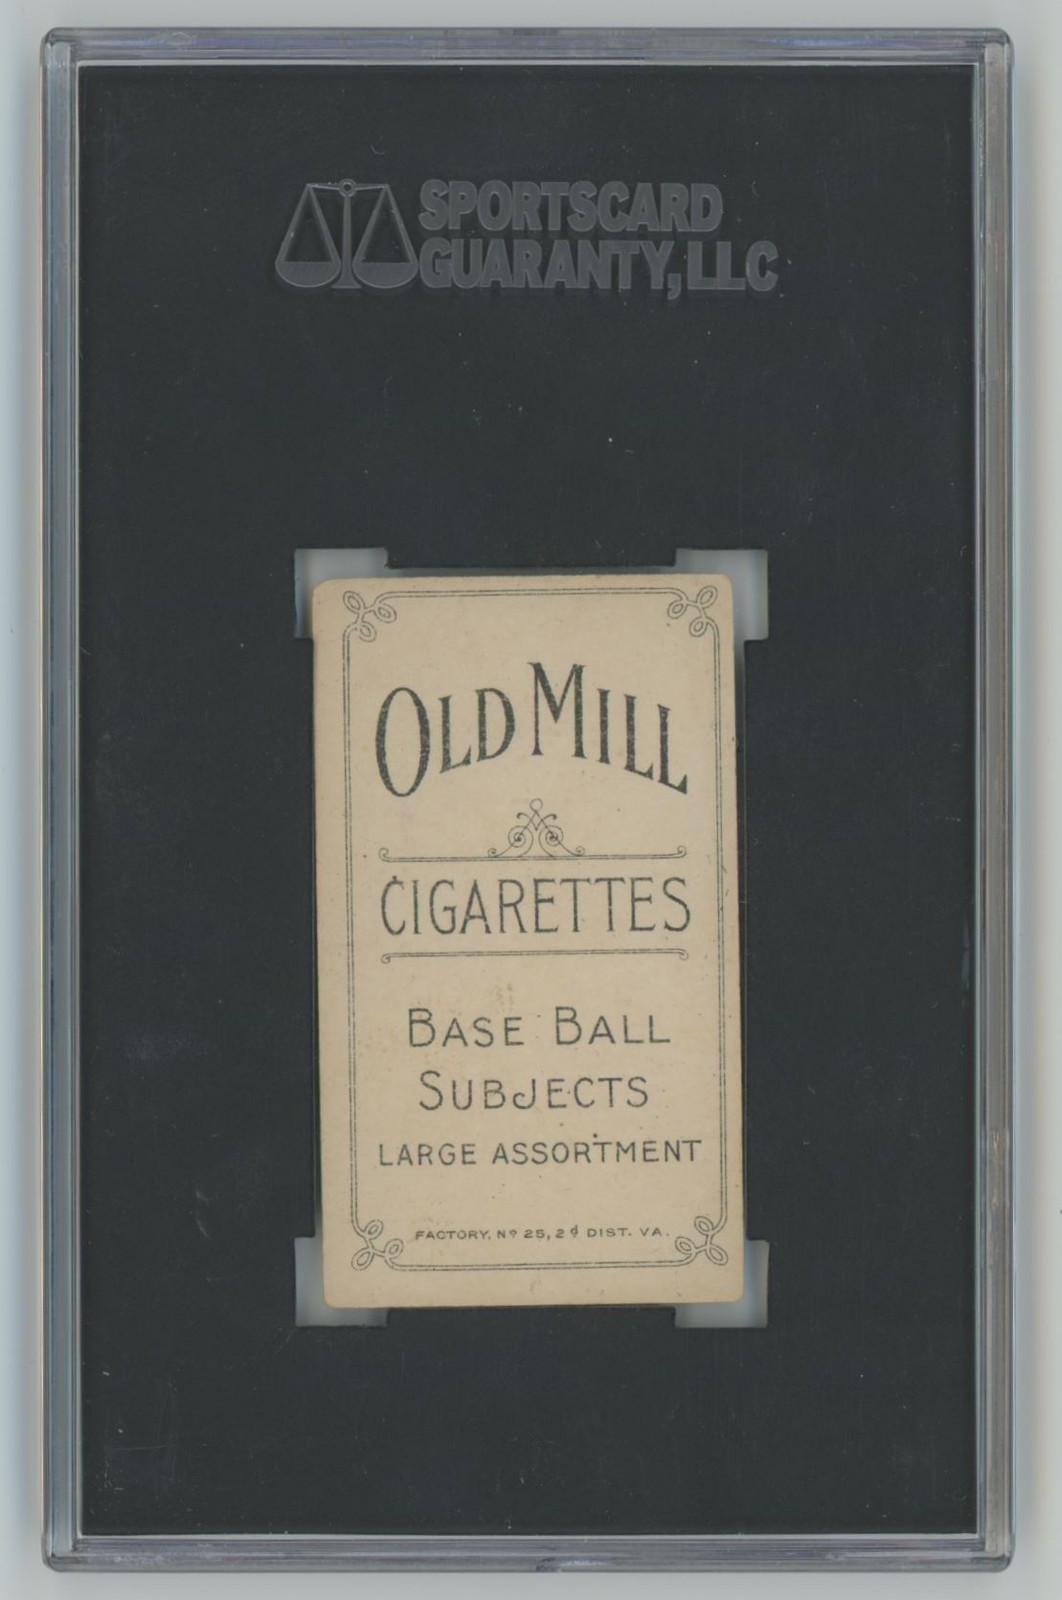 SPORTSCARD
GUARANTY, LLC
OLD MILL
CIGARETTES
BASE BALL
SUBJECTS
LARGE ASSORTMENT
FACTORY, Nº 25, 2d DIST. VA.